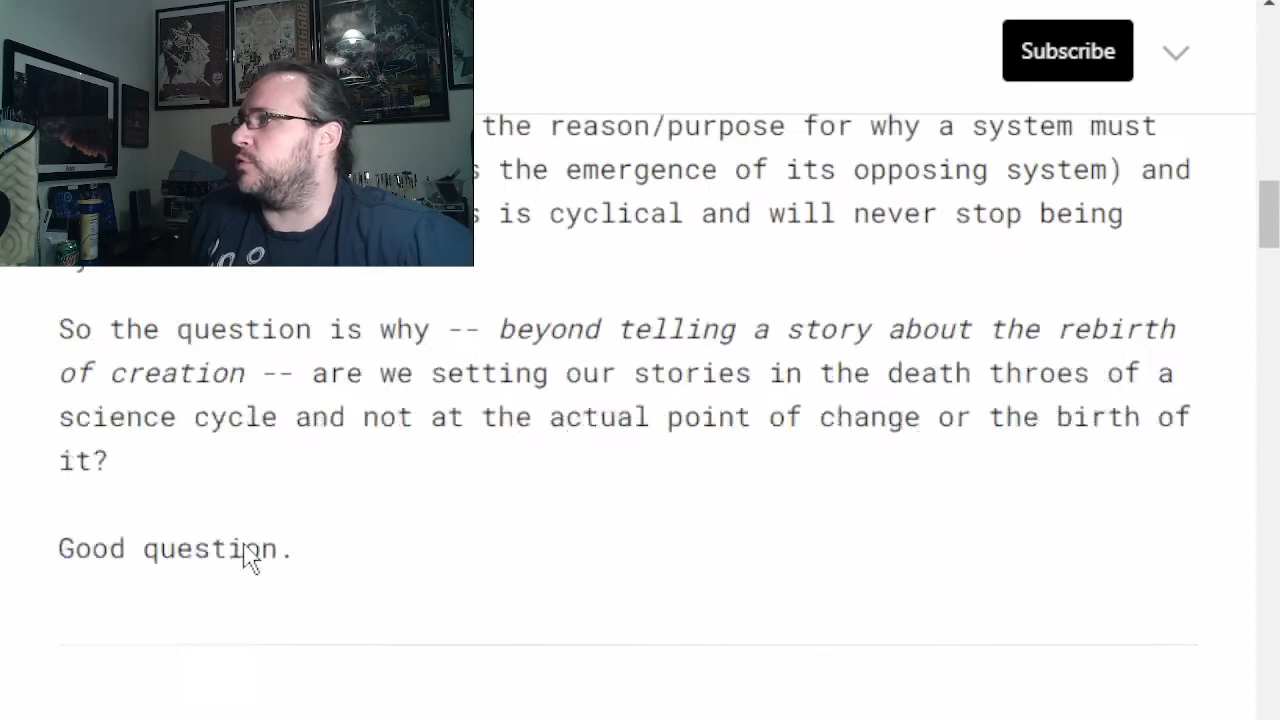 Subscribe
the reason/purpose for why a system must
the emergence of its opposing system) and
is cyclical and will never stop being
So the question is why -- beyond telling a story about the rebirth
of creation -- are we setting our stories in the death throes of a
science cycle and not at the actual point of change or the birth of
it?
Good question.